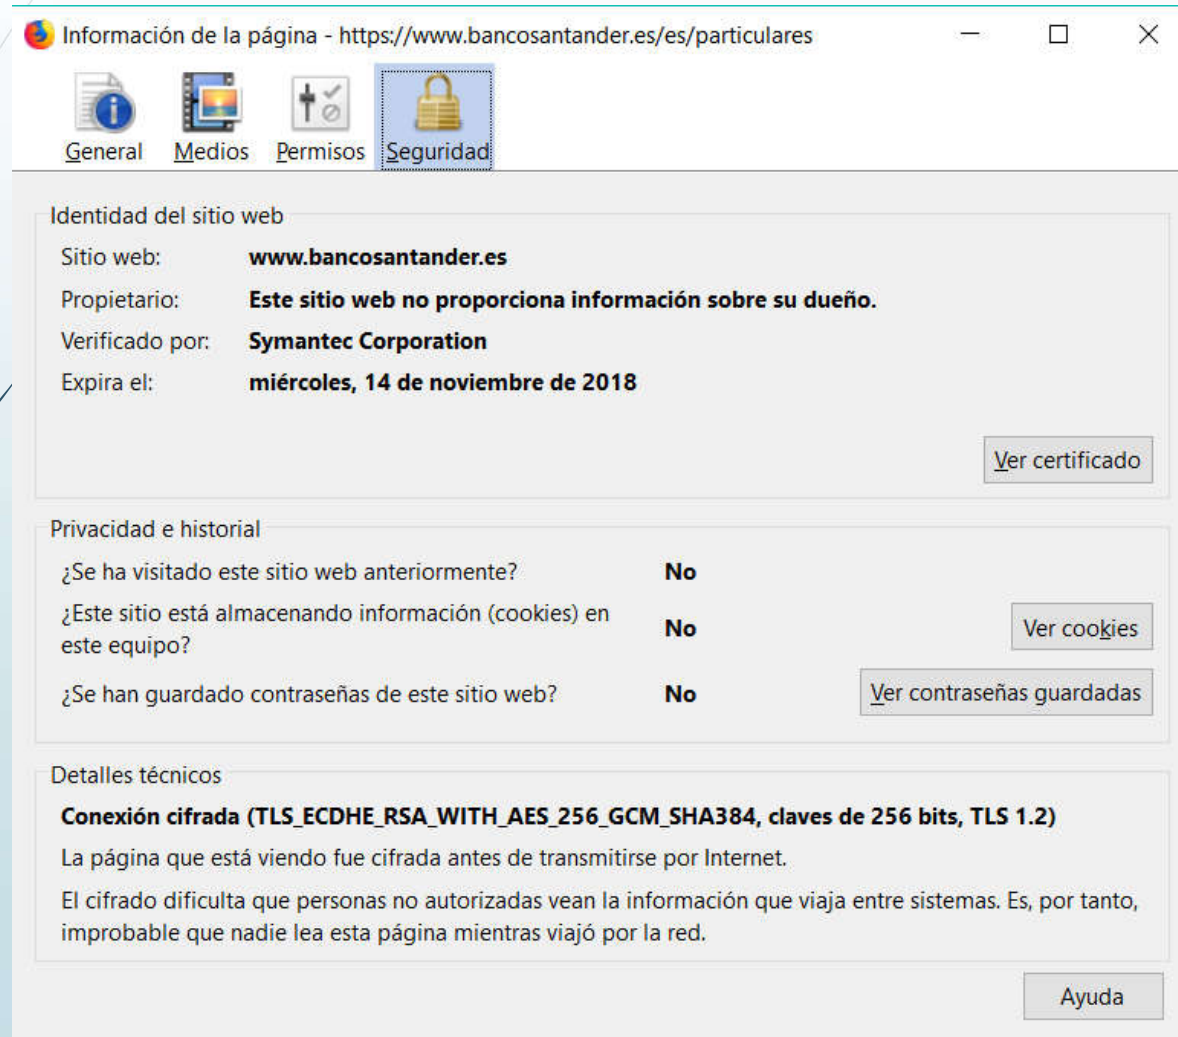 Información de la página - https://www.bancosantander.es/es/particulares
General Medios Permisos Seguridad
Identidad del sitio web
Sitio web: www.bancosantander.es
Propietario: Este sitio web no proporciona información sobre su dueño.
Verificado por: Symantec Corporation
Expira el: miércoles, 14 de noviembre de 2018
Ver certificado
Privacidad e historial
¿Se ha visitado este sitio web anteriormente? No
¿Este sitio está almacenando información (cookies) en
este equipo? No Ver cookies
¿Se han guardado contraseñas de este sitio web? No Ver contraseñas guardadas
Detalles técnicos
Conexión cifrada (TLS_ECDHE_RSA_WITH_AES_256_GCM_SHA384, claves de 256 bits, TLS 1.2)
La página que está viendo fue cifrada antes de transmitirse por Internet.
El cifrado dificulta que personas no autorizadas vean la información que viaja entre sistemas. Es, por tanto,
improbable que nadie lea esta página mientras viajó por la red.
Ayuda